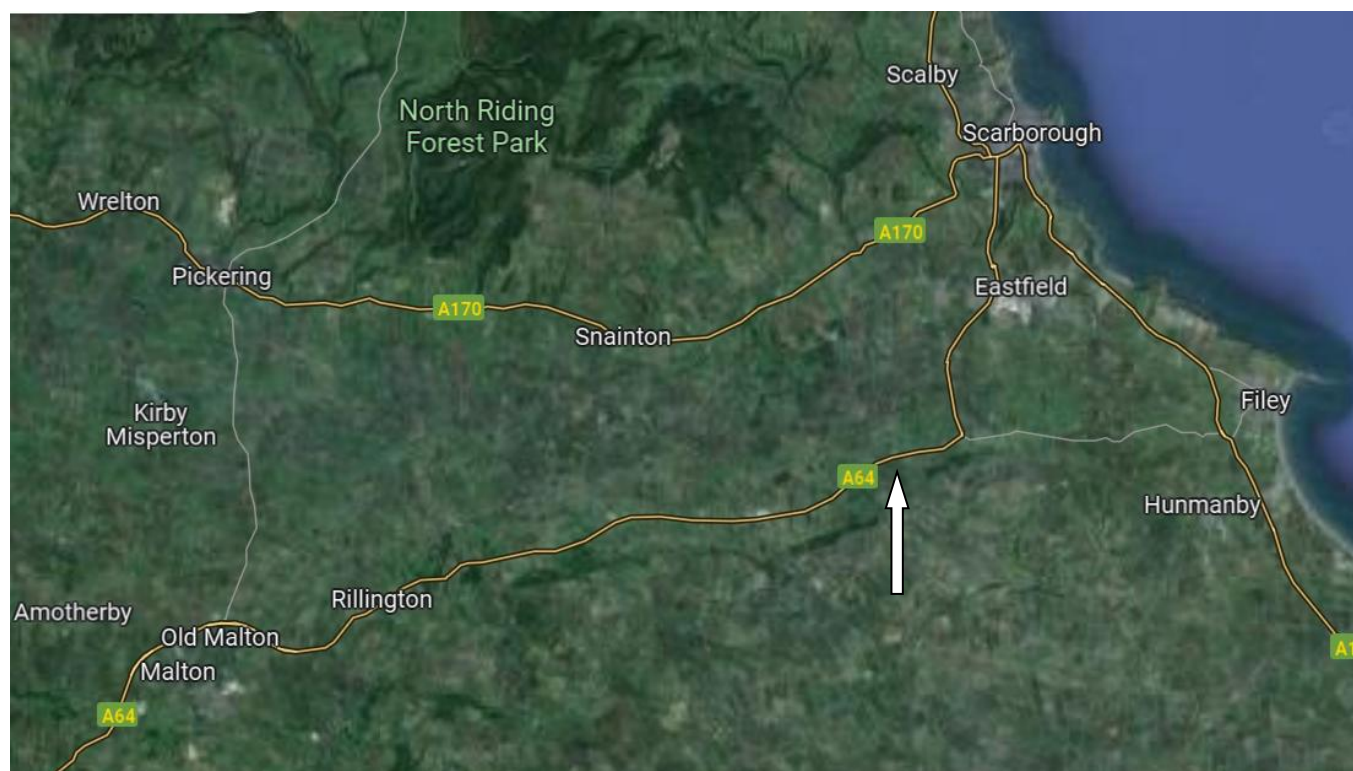 Scalby
North Riding
Forest Park
Scarborough
Wrelton
A170
Pickering
Eastfield
A170
Snainton
Kirby
Misperton
Filey
A64
Hunmanby
Rillington
Amotherby
Old Malton
Malton
A1
A64